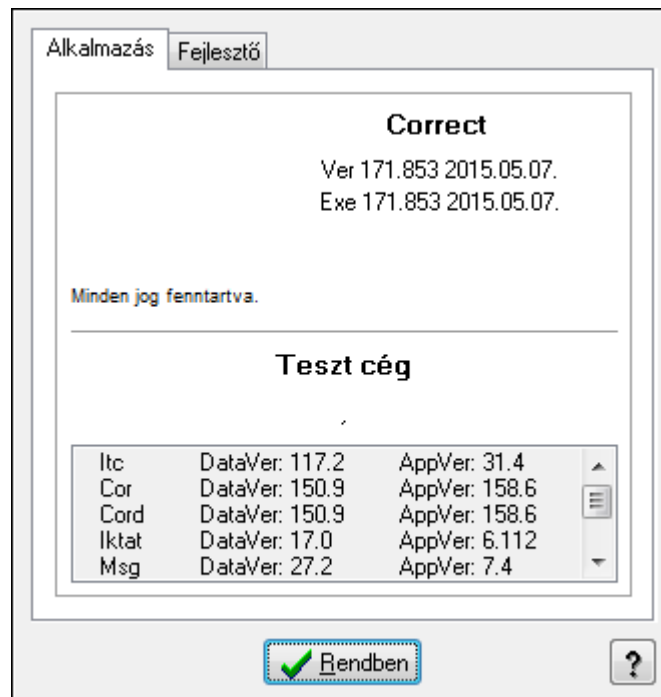 Alkalmazás Fejlesztő
Correct
Ver 171.853 2015.05.07.
Exe 171.853 2015.05.07.
Minden jog fenntartva.
Teszt cég
,
Itc DataVer: 117.2 AppVer: 31.4
Cor DataVer: 150.9 AppVer: 158.6
Cord DataVer: 150.9 AppVer: 158.6
Iktat DataVer: 17.0 AppVer: 6.112
Msg DataVer: 27.2 AppVer: 7.4
Rendben ?